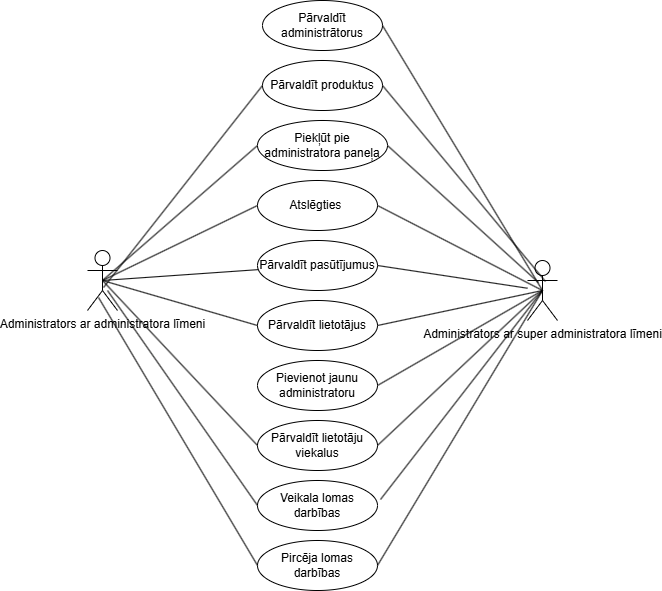 Pārvaldīt
administrātorus
Pārvaldīt produktus
Piekļūt pie
administratora paneļa
Atslēgties
Pārvaldīt pasūtījumus
Administrators ar administratora līmeni
Pārvaldīt lietotājus
Administrators ar super administratora līmeni
Pievienot jaunu
administratoru
Pārvaldīt lietotāju
viekalus
Veikala lomas
darbības
Pircēja lomas
darbības